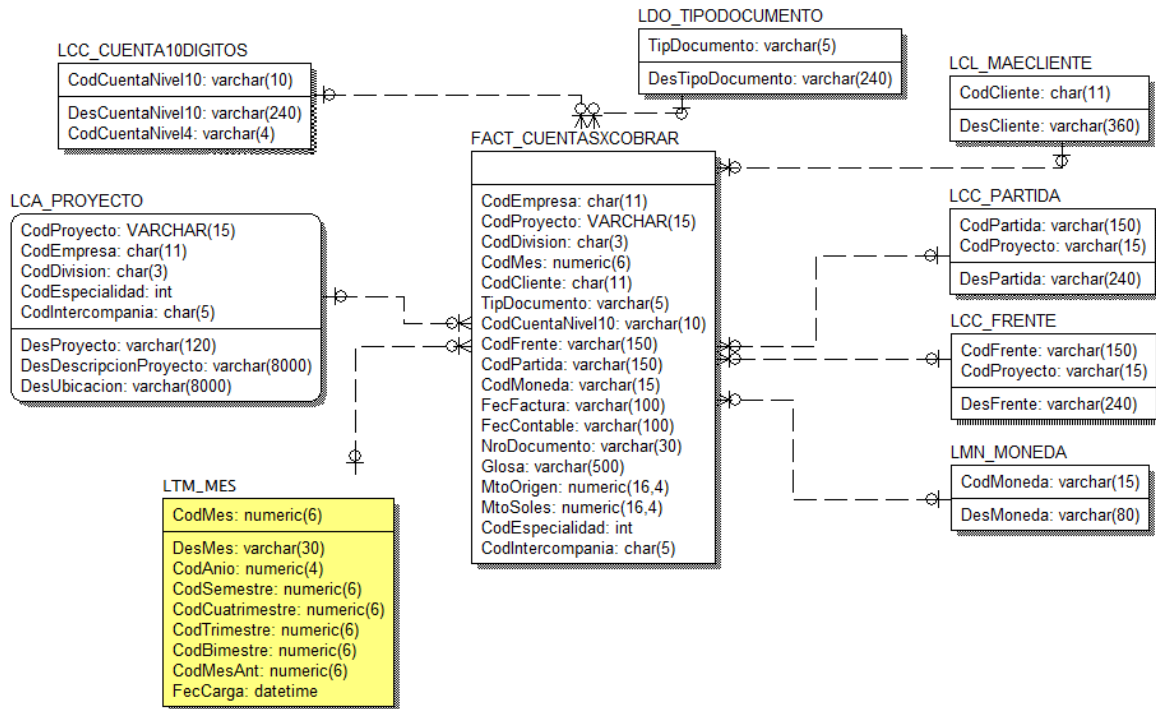 LDO_TIPODOCUMENTO
TipDocumento: varchar(5)
DesTipoDocumento: varchar(240)
LCC_CUENTA10DIGITOS
CodCuentaNivel10: varchar(10)
DesCuentaNivel10: varchar(240)
CodCuentaNivel4: varchar(4)
LCL_MAECLIENTE
CodCliente: char(11)
DesCliente: varchar(360)
FACT_CUENTASXCOBRAR
CodEmpresa: char(11)
CodProyecto: VARCHAR(15)
CodDivision: char(3)
CodMes: numeric(6)
CodCliente: char(11)
TipDocumento: varchar(5)
CodCuentaNivel10: varchar(10)
CodFrente: varchar(150)
CodPartida: varchar(150)
CodMoneda: varchar(15)
FecFactura: varchar(100)
FecContable: varchar(100)
NroDocumento: varchar(30)
Glosa: varchar(500)
MtoOrigen: numeric(16,4)
MtoSoles: numeric(16,4)
CodEspecialidad: int
CodIntercompania: char(5)
LCA_PROYECTO
CodProyecto: VARCHAR(15)
CodEmpresa: char(11)
CodDivision: char(3)
CodEspecialidad: int
CodIntercompania: char(5)
DesProyecto: varchar(120)
DesDescripcionProyecto: varchar(8000)
DesUbicacion: varchar(8000)
LCC_PARTIDA
CodPartida: varchar(150)
CodProyecto: varchar(15)
DesPartida: varchar(240)
LCC_FRENTE
CodFrente: varchar(150)
CodProyecto: varchar(15)
DesFrente: varchar(240)
LMN_MONEDA
CodMoneda: varchar(15)
DesMoneda: varchar(80)
LTM_MES
CodMes: numeric(6)
DesMes: varchar(30)
CodAnio: numeric(4)
CodSemestre: numeric(6)
CodCuatrimestre: numeric(6)
CodTrimestre: numeric(6)
CodBimestre: numeric(6)
CodMesAnt: numeric(6)
FecCarga: datetime